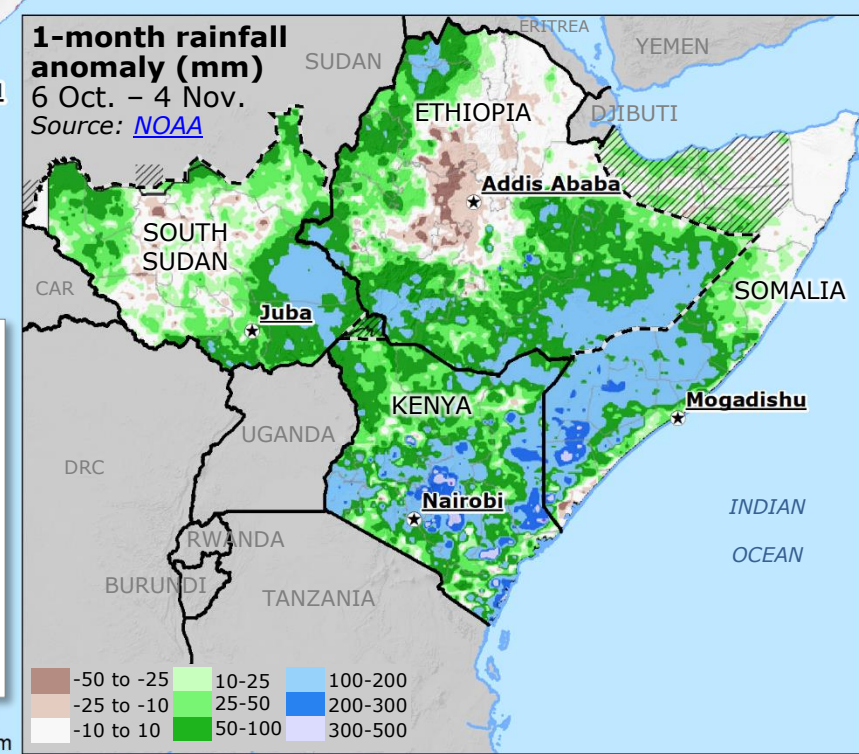 1-month rainfall
anomaly (mm)
6 Oct. – 4 Nov.
Source: NOAA
SUDAN
ERITREA
YEMEN
ETHIOPIA
DJIBUTI
Addis Ababa
SOUTH
SUDAN
CAR
Juba
SOMALIA
Mogadishu
KENYA
UGANDA
DRC
Nairobi
INDIAN
OCEAN
RWANDA
BURUNDI
TANZANIA
-50 to -25
10-25
100-200
-25 to -10
25-50
200-300
-10 to 10
50-100
300-500
m